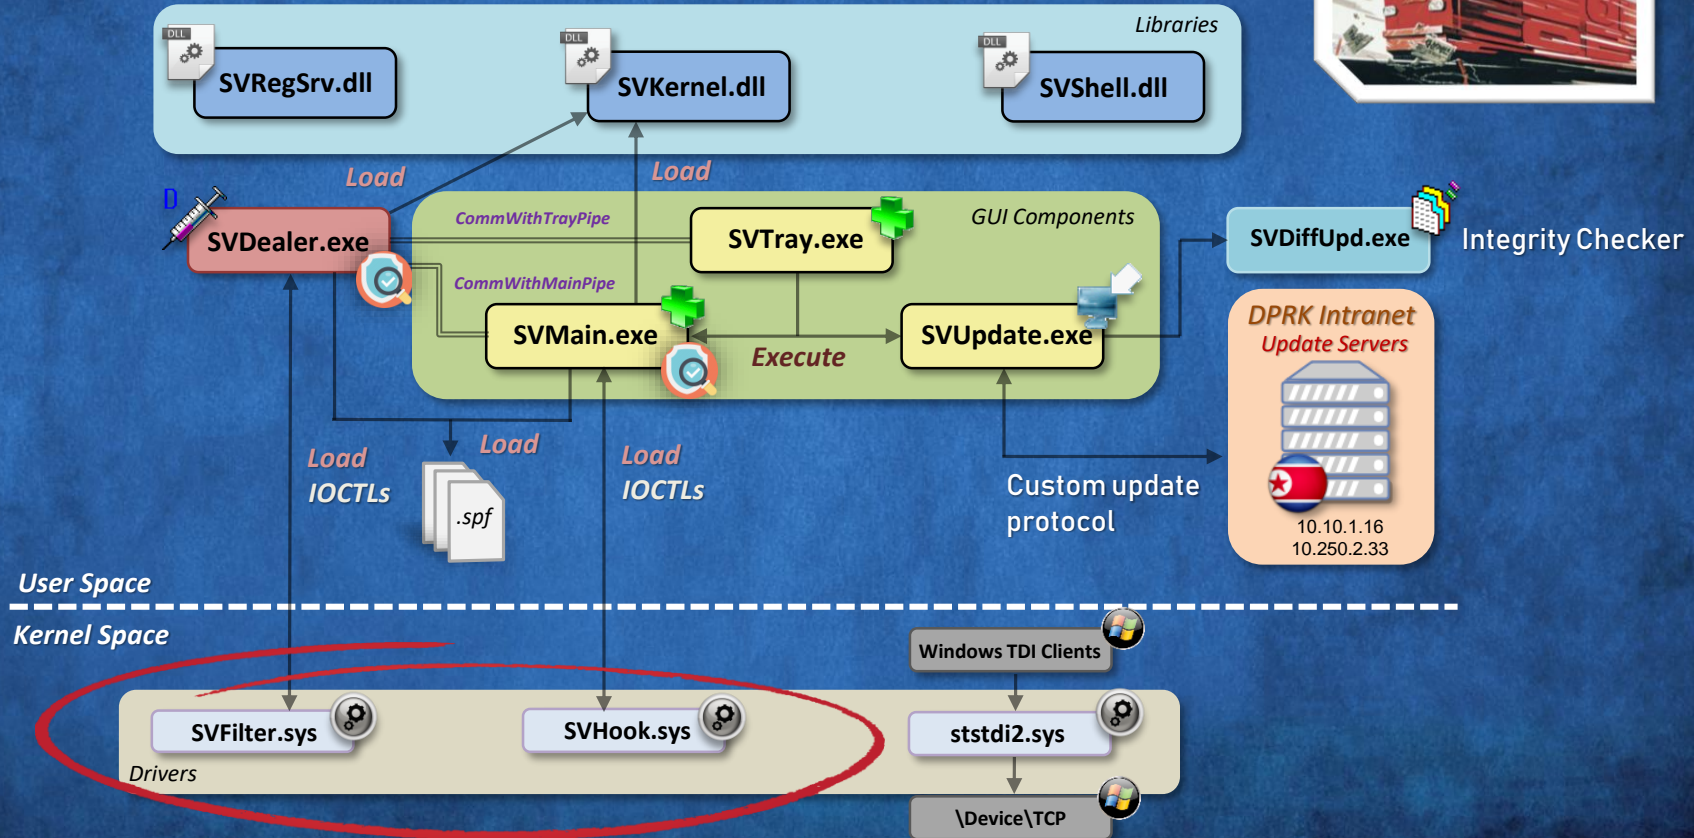 Libraries
DLL
SVRegSrv.dll
DLL
SVKernel.dll
DLL
SVShell.dll
Load
Load
D
SVDealer.exe
CommWithTrayPipe
SVTray.exe
GUI Components
SVDiffUpd.exe
Integrity Checker
CommWithMainPipe
SVMain.exe
Execute
SVUpdate.exe
DPRK Intranet
Update Servers
10.10.1.16
10.250.2.33
Load
IOCTLs
Load
.spf
Load
IOCTLs
Custom update
protocol
User Space
Kernel Space
Windows TDI Clients
SVFilter.sys
SVHook.sys
ststdi2.sys
Drivers
\Device\TCP